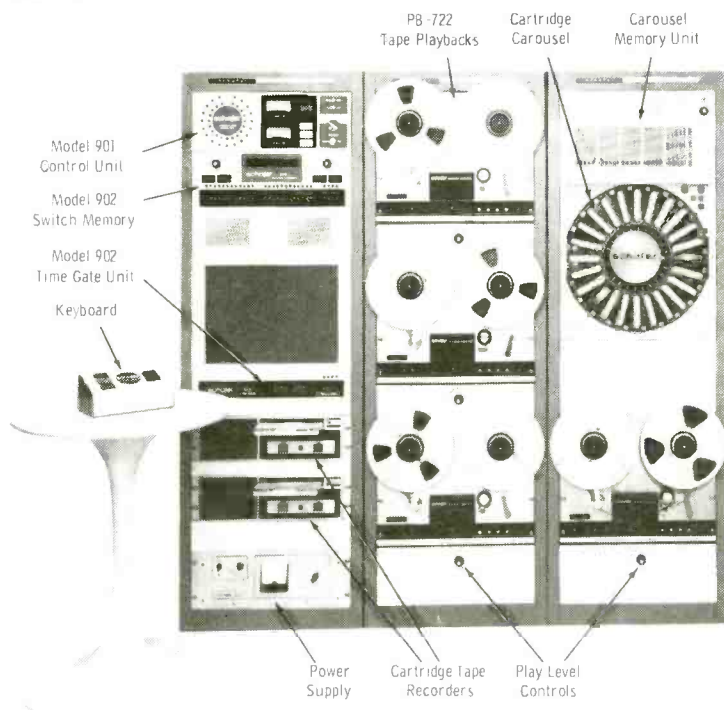 PB-722
Tape Playbacks
Cartridge
Carousel
Carousel
Memory Unit
Model 901
Control Unit
Model 902
Switch Memory
Model 902
Time Gate Unit
Keyboard
Power
Supply
Cartridge Tape
Recorders
Play Level
Controls